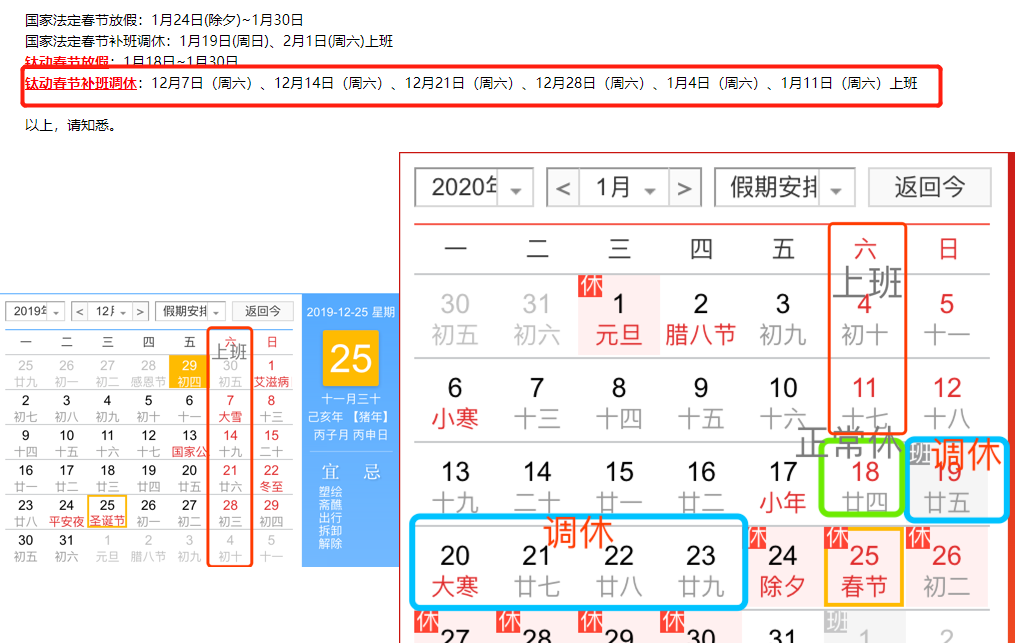 国家法定春节放假：1月24日(除夕)~1月30日
国家法定春节补班调休：1月19日(周日)、2月1日(周六)上班
钛动春节放假：1月18日~1月30日
钛动春节补班调休：12月7日（周六）、12月14日（周六）、12月21日（周六）、12月28日（周六）、1月4日（周六）、1月11日（周六）上班
以上，请知悉。
2020年 < 1月 > 假期安排 返回今
一 二 三 四 五 六 日
上班
休
30 31 1 2 3 4 5
初五 初六 元旦 腊八节 初九 初十 十一
6 7 8 9 10 11 12
小寒 十三 十四 十五 十六 十七 十八
正常休 班 调休
13 14 15 16 17 18 19
十九 二十 廿一 廿二 小年 廿四 廿五
调休 休 休 休
20 21 22 23 24 25 26
大寒 廿七 廿八 廿九 除夕 春节 初二
休 休 休 休 班
27 28 29 30 31 1 2
2019年 < 12月 > 假期安排 返回今
一 二 三 四 五 六 日
上班
25 26 27 28 29 30 1
廿九 初一 初二 感恩节 初四 初五 艾滋病
2 3 4 5 6 7 8
初七 初八 初九 初十 十一 大雪 十三
9 10 11 12 13 14 15
十四 十五 十六 十七 国家公 十九 二十
16 17 18 19 20 21 22
廿一 廿二 廿三 廿四 廿五 廿六 冬至
23 24 25 26 27 28 29
廿八 平安夜 圣诞节 初一 初二 初三 初四
30 31 1 2 3 4 5
初五 初六 元旦 腊八节 初九 初十 十一
2019-12-25 星期
25
十一月三十
己亥年 【猪年】
丙子月 丙申日
宜 忌
塑绘
斋醮
出行
拆卸
解除